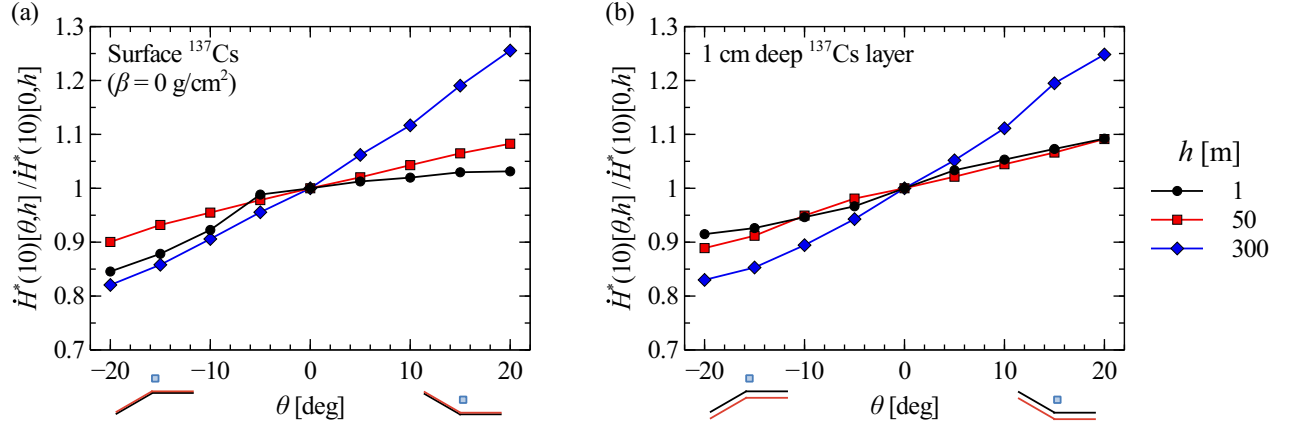 (a)
Ḣ*(10)[θ,h] / Ḣ*(10)[0,h]
1.3
1.2
1.1
1
0.9
0.8
0.7
Surface ¹³⁷Cs
(β = 0 g/cm²)
−20
−10
0
10
20
θ [deg]
(b)
Ḣ*(10)[θ,h] / Ḣ*(10)[0,h]
1.3
1.2
1.1
1
0.9
0.8
0.7
1 cm deep ¹³⁷Cs layer
−20
−10
0
10
20
θ [deg]
h [m]
1
50
300